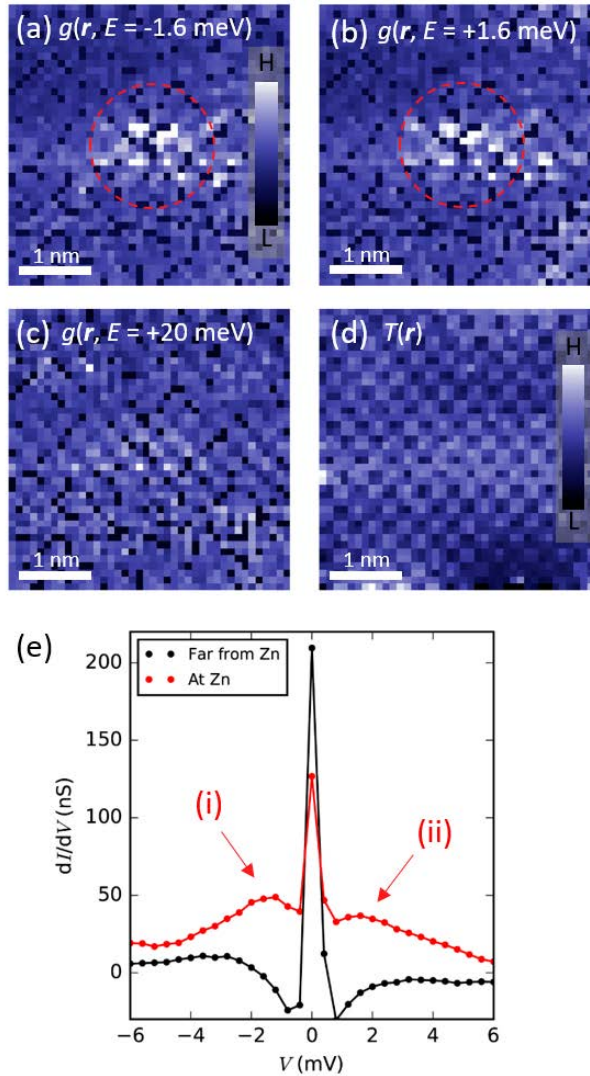 (a) g(r, E = -1.6 meV)
H
L
1 nm
(b) g(r, E = +1.6 meV)
1 nm
(c) g(r, E = +20 meV)
1 nm
(d) T(r)
H
L
1 nm
(e)
Far from Zn
At Zn
(i)
(ii)
200
150
100
50
0
dI/dV (nS)
−6 −4 −2 0 2 4 6
V (mV)